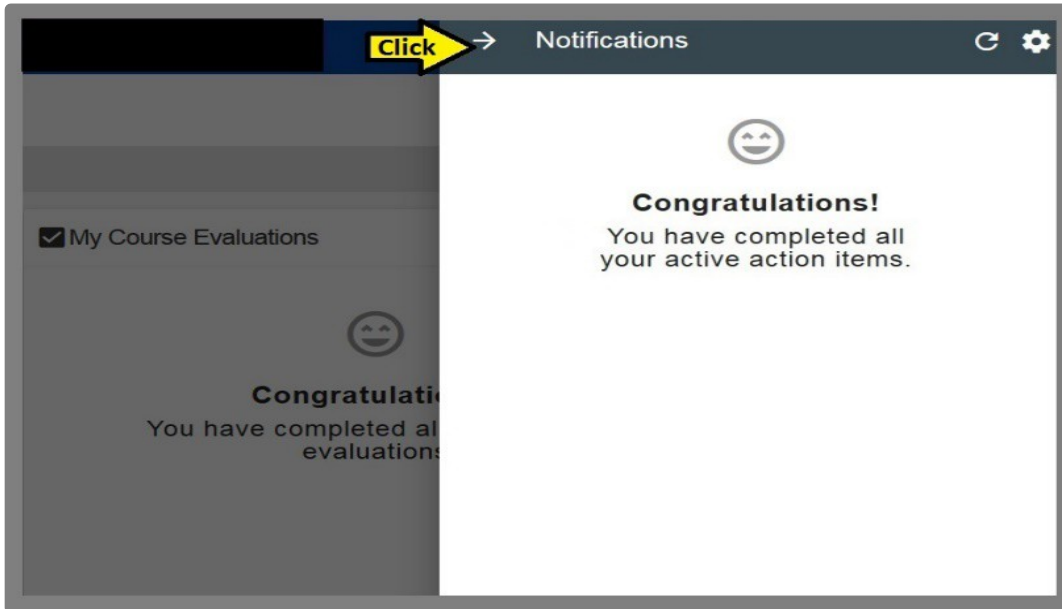 Click
Notifications
Congratulations!
You have completed all
your active action items.
My Course Evaluations
Congratulati
You have completed al
evaluations